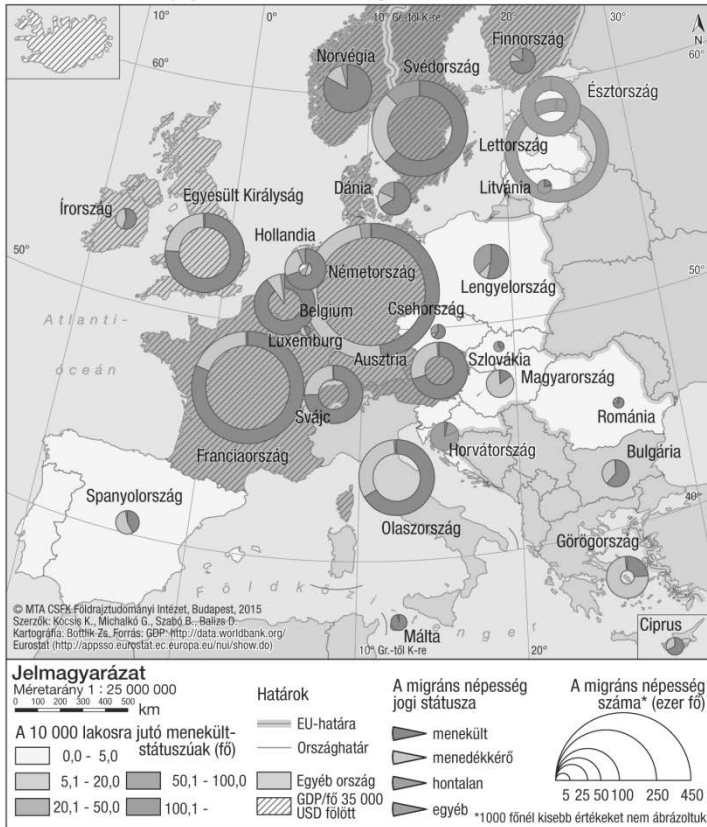 10°
0°
10° Gr.-től K-re
20°
30°
60°
60°
N
Norvégia
Finnország
Svédország
Észtország
Lettország
Dánia
Litvánia
Írország
Egyesült Királyság
Hollandia
50°
50°
Németország
Lengyelország
Belgium
Csehország
Atlanti-
Luxemburg
Ausztria
Szlovákia
óceán
Magyarország
Svájc
Románia
Horvátország
Franciaország
Bulgária
40°
Spanyolország
Olaszország
Görögország
Földközi
tenger
© MTA CSFK Földrajztudományi Intézet, Budapest, 2015
Szerzők: Kocsis K., Michalkó G., Szabó B., Balizs D.
Kartográfia: Bottlik Zs. Forrás: GDP: http://data.worldbank.org/
Eurostat (http://appsso.eurostat.ec.europa.eu/nui/show.do)
Málta
Ciprus
10° Gr.-től K-re
20°
Jelmagyarázat
Méretarány 1 : 25 000 000
0 100 200 300 400 500 km
A 10 000 lakosra jutó menekült-
státuszúak (fő)
0,0 - 5,0
5,1 - 20,0
20,1 - 50,0
50,1 - 100,0
100,1 -
Határok
EU-határa
Országhatár
Egyéb ország
GDP/fő 35 000
USD fölött
A migráns népesség
jogi státusza
menekült
menedékkérő
hontalan
egyéb
A migráns népesség
száma* (ezer fő)
5 25 50 100 250 450
*1000 főnél kisebb értékeket nem ábrázoltuk